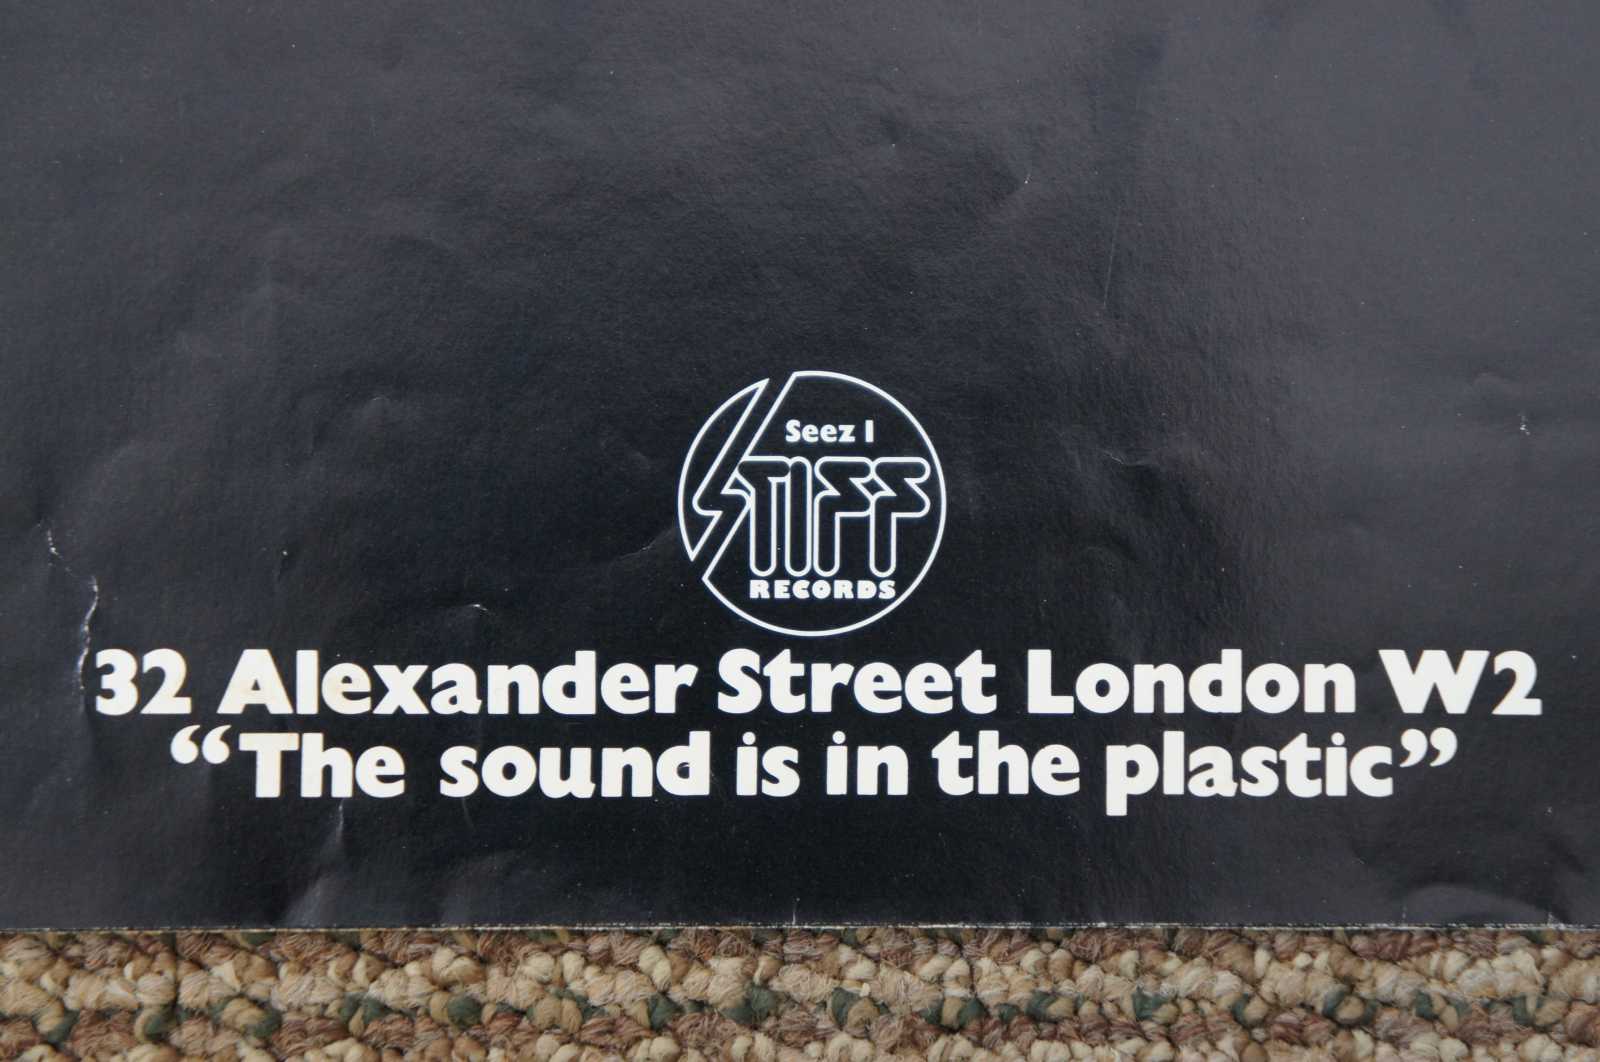 Seez 1
STIFF
RECORDS
32 Alexander Street London W2
“The sound is in the plastic”